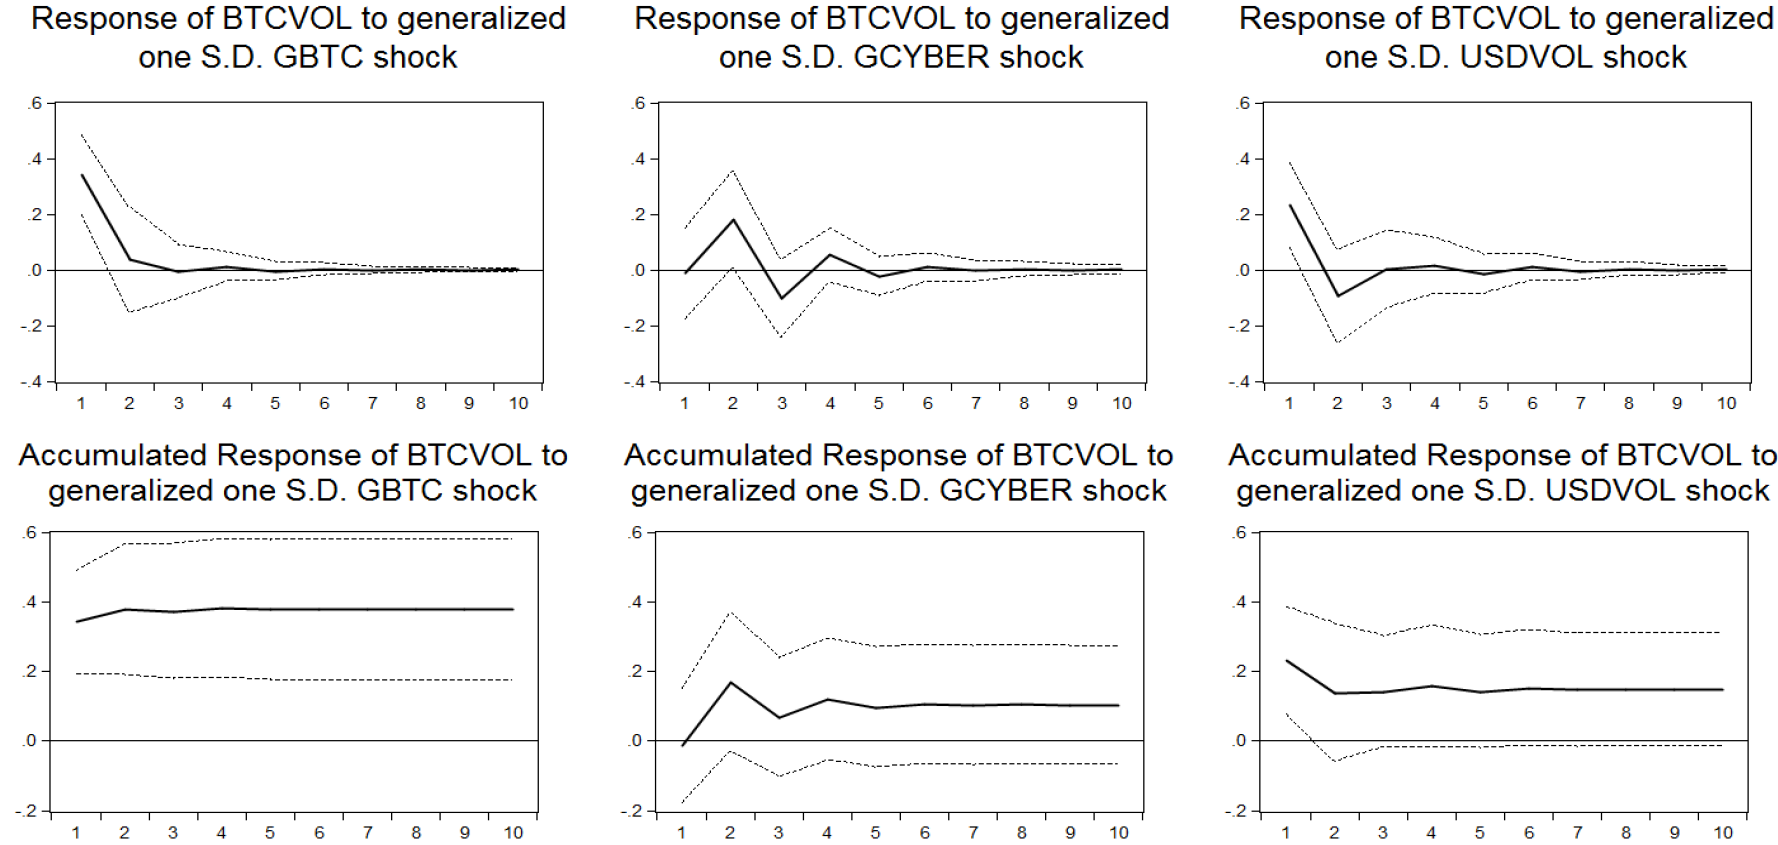 Response of BTCVOL to generalized
one S.D. GBTC shock
Response of BTCVOL to generalized
one S.D. GCYBER shock
Response of BTCVOL to generalized
one S.D. USDVOL shock
.6
.4
.2
.0
-.2
-.4
1 2 3 4 5 6 7 8 9 10
.6
.4
.2
.0
-.2
-.4
1 2 3 4 5 6 7 8 9 10
.6
.4
.2
.0
-.2
-.4
1 2 3 4 5 6 7 8 9 10
Accumulated Response of BTCVOL to
generalized one S.D. GBTC shock
Accumulated Response of BTCVOL to
generalized one S.D. GCYBER shock
Accumulated Response of BTCVOL to
generalized one S.D. USDVOL shock
.6
.4
.2
.0
-.2
1 2 3 4 5 6 7 8 9 10
.6
.4
.2
.0
-.2
1 2 3 4 5 6 7 8 9 10
.6
.4
.2
.0
-.2
1 2 3 4 5 6 7 8 9 10